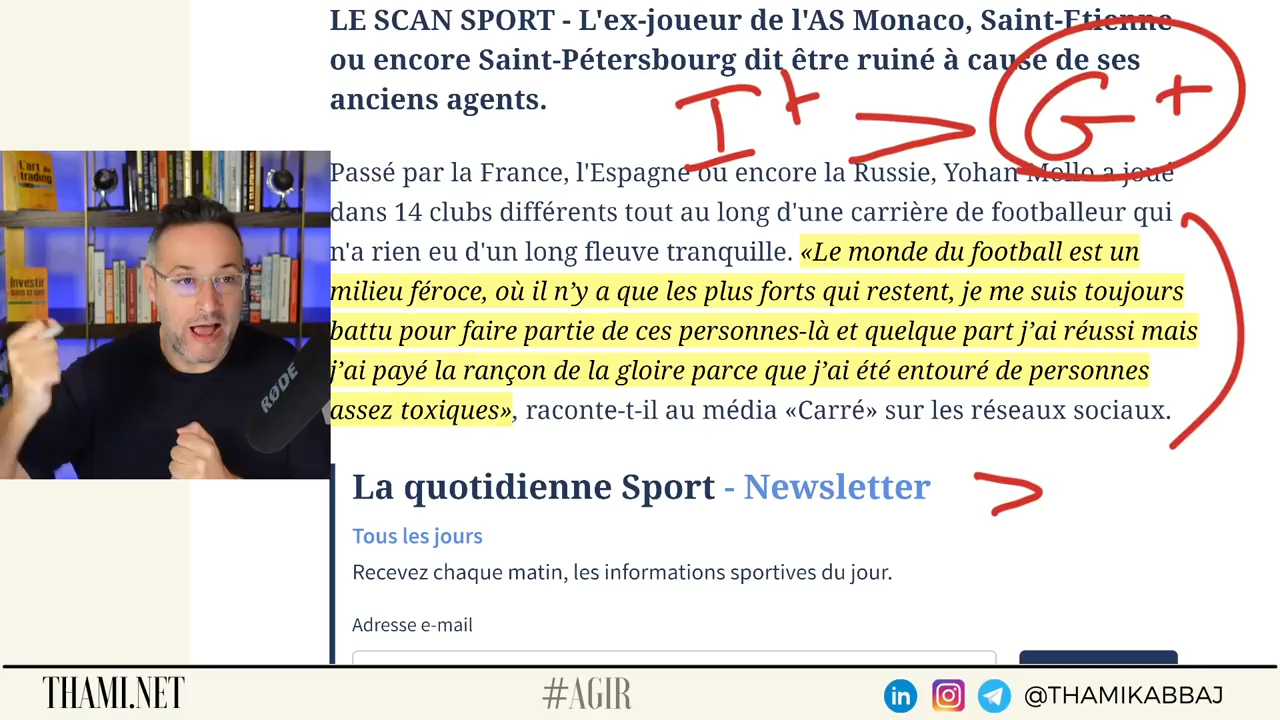 LE SCAN SPORT - L'ex-joueur de l'AS Monaco, Saint-Etienne
ou encore Saint-Pétersbourg dit être ruiné à cause de ses
anciens agents.
I+ > G+
Passé par la France, l'Espagne ou encore la Russie, Yohan Mollo a joué
dans 14 clubs différents tout au long d'une carrière de footballeur qui
n'a rien eu d'un long fleuve tranquille. «Le monde du football est un
milieu féroce, où il n’y a que les plus forts qui restent, je me suis toujours
battu pour faire partie de ces personnes-là et quelque part j’ai réussi mais
j’ai payé la rançon de la gloire parce que j’ai été entouré de personnes
assez toxiques», raconte-t-il au média «Carré» sur les réseaux sociaux.
La quotidienne Sport - Newsletter >
Tous les jours
Recevez chaque matin, les informations sportives du jour.
Adresse e-mail
L'art du
trading
Investir
RØDE
THAMI.NET
#AGIR
@THAMIKABBAJ